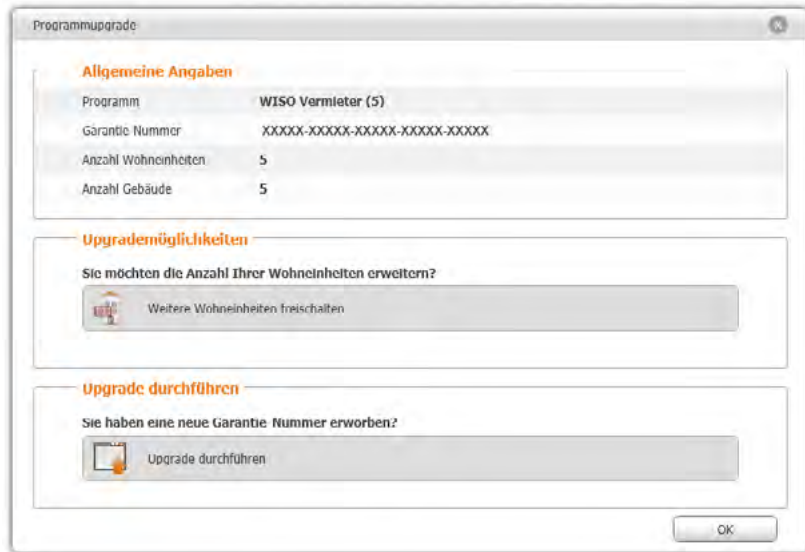 Programmupgrade
Allgemeine Angaben
Programm WISO Vermieter (5)
Garantie Nummer XXXXX-XXXXX-XXXXX-XXXXX-XXXXX
Anzahl Wohneinheiten 5
Anzahl Gebäude 5
Upgrademöglichkeiten
Sie möchten die Anzahl Ihrer Wohneinheiten erweitern?
Weitere Wohneinheiten freischalten
Upgrade durchführen
Sie haben eine neue Garantie-Nummer erworben?
Upgrade durchführen
OK